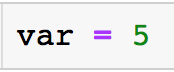 var = 5